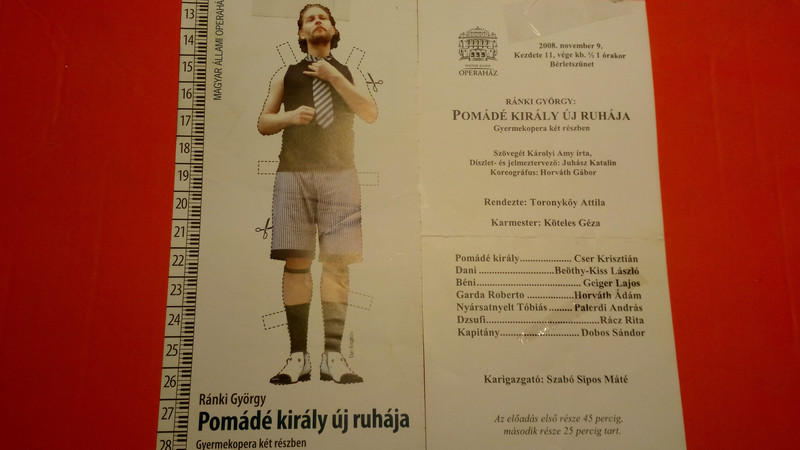 13
14
15
16
17
18
19
20
21
22
23
24
25
26
27
28
MAGYAR ÁLLAMI OPERAHÁ
Ránki György
Pomádé király új ruhája
Gyermekopera két részben
OPERAHÁZ
2008. november 9.
Kezdete 11, vége kb. ½ 1 órakor
Bérletszünet
RÁNKI GYÖRGY:
POMÁDÉ KIRÁLY ÚJ RUHÁJA
Gyermekopera két részben
Szövegét Károlyi Amy írta,
Díszlet- és jelmeztervező: Juhász Katalin
Koreográfus: Horváth Gábor
Rendezte: Toronykőy Attila
Karmester: Köteles Géza
Pomádé király..................... Cser Krisztián
Dani .....................Beöthy-Kiss László
Béni..................................... Geiger Lajos
Garda Roberto .....................Horváth Ádám
Nyársatnyelt Tóbiás ......... Palerdi András
Dzsufi.......................................Rácz Rita
Kapitány............................... Dobos Sándor
Karigazgató: Szabó Sipos Máté
Az előadás első része 45 percig,
második része 25 percig tart.